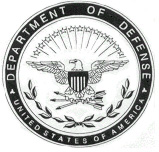 DEPARTMENT OF DEFENSE
UNITED STATES OF AMERICA